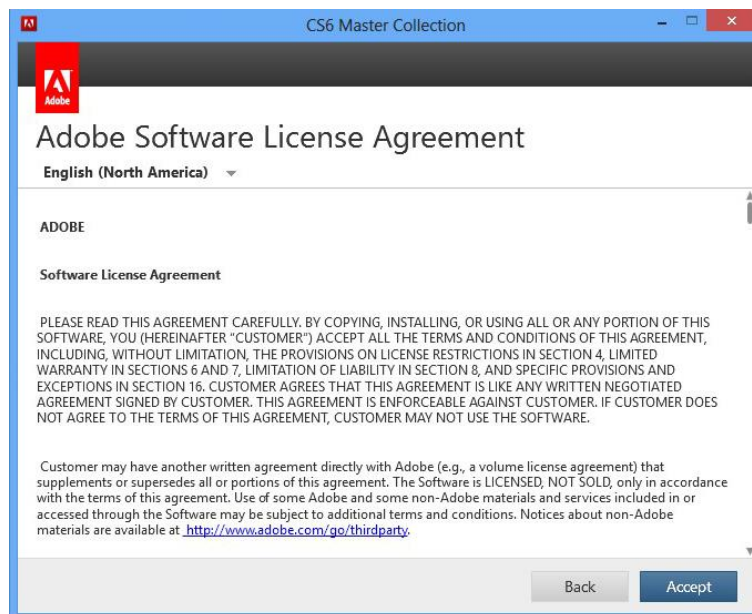 CS6 Master Collection
Adobe
Adobe Software License Agreement
English (North America)
ADOBE
Software License Agreement
PLEASE READ THIS AGREEMENT CAREFULLY. BY COPYING, INSTALLING, OR USING ALL OR ANY PORTION OF THIS
SOFTWARE, YOU (HEREINAFTER “CUSTOMER”) ACCEPT ALL THE TERMS AND CONDITIONS OF THIS AGREEMENT,
INCLUDING, WITHOUT LIMITATION, THE PROVISIONS ON LICENSE RESTRICTIONS IN SECTION 4, LIMITED
WARRANTY IN SECTIONS 6 AND 7, LIMITATION OF LIABILITY IN SECTION 8, AND SPECIFIC PROVISIONS AND
EXCEPTIONS IN SECTION 16. CUSTOMER AGREES THAT THIS AGREEMENT IS LIKE ANY WRITTEN NEGOTIATED
AGREEMENT SIGNED BY CUSTOMER. THIS AGREEMENT IS ENFORCEABLE AGAINST CUSTOMER. IF CUSTOMER DOES
NOT AGREE TO THE TERMS OF THIS AGREEMENT, CUSTOMER MAY NOT USE THE SOFTWARE.
Customer may have another written agreement directly with Adobe (e.g., a volume license agreement) that
supplements or supersedes all or portions of this agreement. The Software is LICENSED, NOT SOLD, only in accordance
with the terms of this agreement. Use of some Adobe and some non-Adobe materials and services included in or
accessed through the Software may be subject to additional terms and conditions. Notices about non-Adobe
materials are available at http://www.adobe.com/go/thirdparty.
Back
Accept